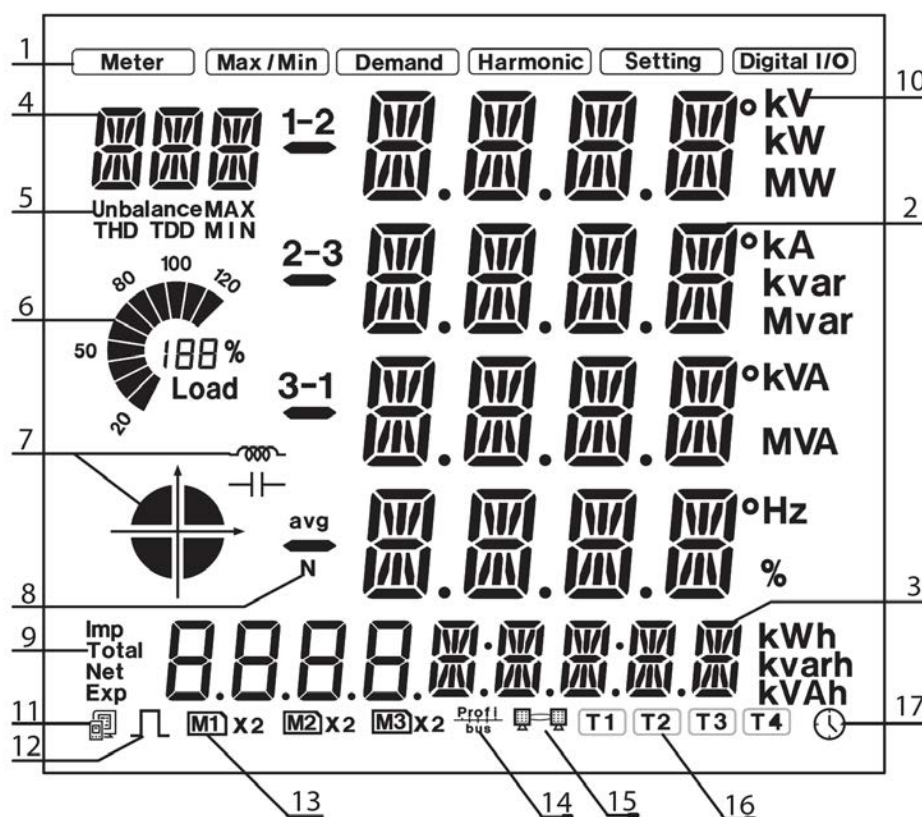 1 Meter Max / Min Demand Harmonic Setting Digital I/O
10
4 1-2 kV
kW
MW
5 Unbalance MAX
THD TDD MIN
2
2-3 kA
kvar
Mvar
6 20 50 80 100 120
188%
Load
3-1 kVA
MVA
7
avg Hz
8 N %
3
9 Imp kWh
Total kvarh
Net kVAh
Exp
11 12 M1 X2 M2 X2 M3 X2 Profi T1 T2 T3 T4 17
bus
13 14 15 16